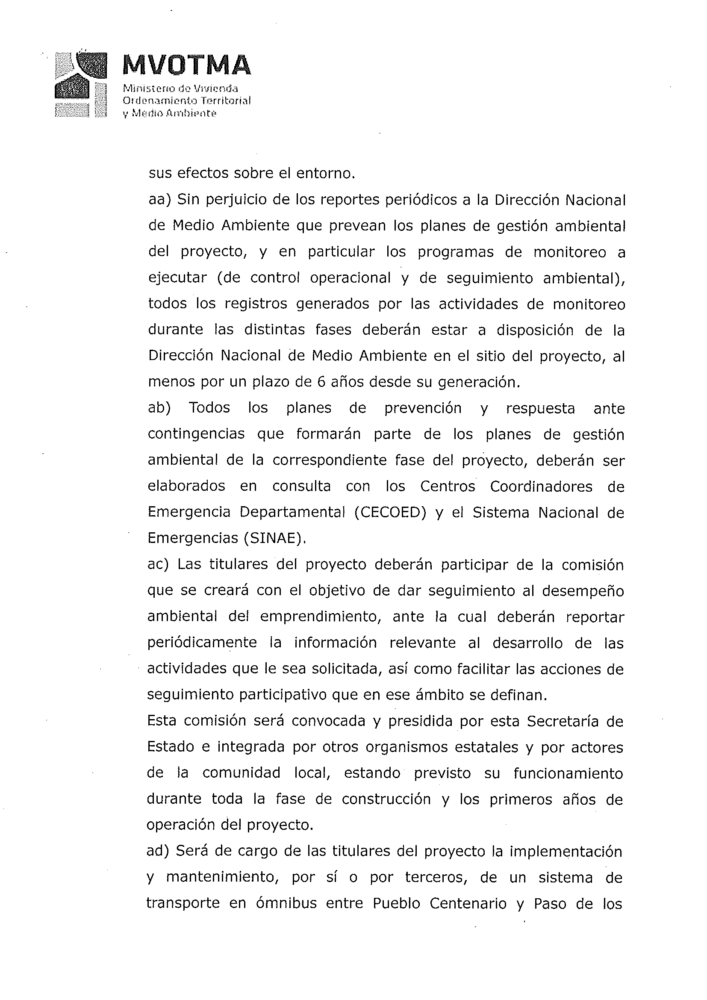 MVOTMA
Ministerio de Vivienda
Ordenamiento Territorial
y Medio Ambiente
sus efectos sobre el entorno.
aa) Sin perjuicio de los reportes periódicos a la Dirección Nacional
de Medio Ambiente que prevean los planes de gestión ambiental
del proyecto, y en particular los programas de monitoreo a
ejecutar (de control operacional y de seguimiento ambiental),
todos los registros generados por las actividades de monitoreo
durante las distintas fases deberán estar a disposición de la
Dirección Nacional de Medio Ambiente en el sitio del proyecto, al
menos por un plazo de 6 años desde su generación.
ab) Todos los planes de prevención y respuesta ante
contingencias que formarán parte de los planes de gestión
ambiental de la correspondiente fase del proyecto, deberán ser
elaborados en consulta con los Centros Coordinadores de
Emergencia Departamental (CECOED) y el Sistema Nacional de
Emergencias (SINAE).
ac) Las titulares del proyecto deberán participar de la comisión
que se creará con el objetivo de dar seguimiento al desempeño
ambiental del emprendimiento, ante la cual deberán reportar
periódicamente la información relevante al desarrollo de las
actividades que le sea solicitada, así como facilitar las acciones de
seguimiento participativo que en ese ámbito se definan.
Esta comisión será convocada y presidida por esta Secretaría de
Estado e integrada por otros organismos estatales y por actores
de la comunidad local, estando previsto su funcionamiento
durante toda la fase de construcción y los primeros años de
operación del proyecto.
ad) Será de cargo de las titulares del proyecto la implementación
y mantenimiento, por sí o por terceros, de un sistema de
transporte en ómnibus entre Pueblo Centenario y Paso de los